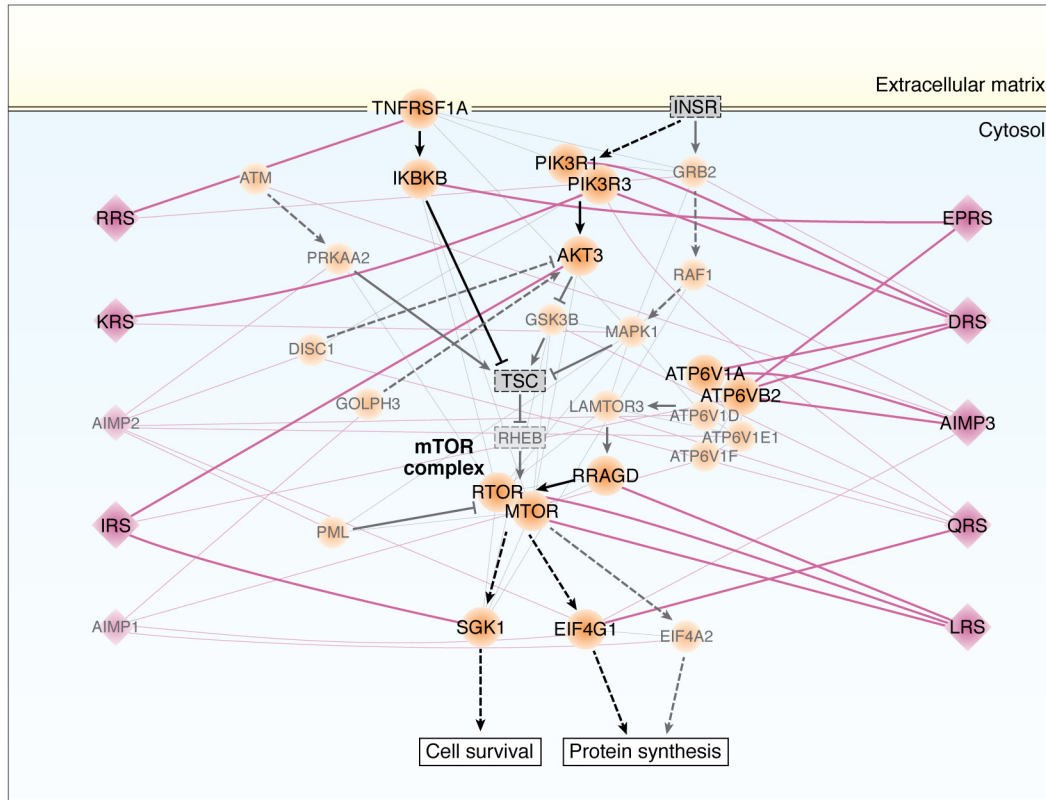 Extracellular matrix
TNFRSF1A
INSR
Cytosol
PIK3R1
GRB2
ATM
IKBKB
PIK3R3
RRS
EPRS
PRKAA2
AKT3
RAF1
KRS
GSK3B
MAPK1
DRS
DISC1
TSC
ATP6V1A
ATP6VB2
GOLPH3
LAMTOR3
ATP6V1D
AIMP2
AIMP3
RHEB
ATP6V1E1
mTOR
complex
ATP6V1F
RRAGD
RTOR
MTOR
IRS
PML
QRS
AIMP1
SGK1
EIF4G1
EIF4A2
LRS
Cell survival
Protein synthesis